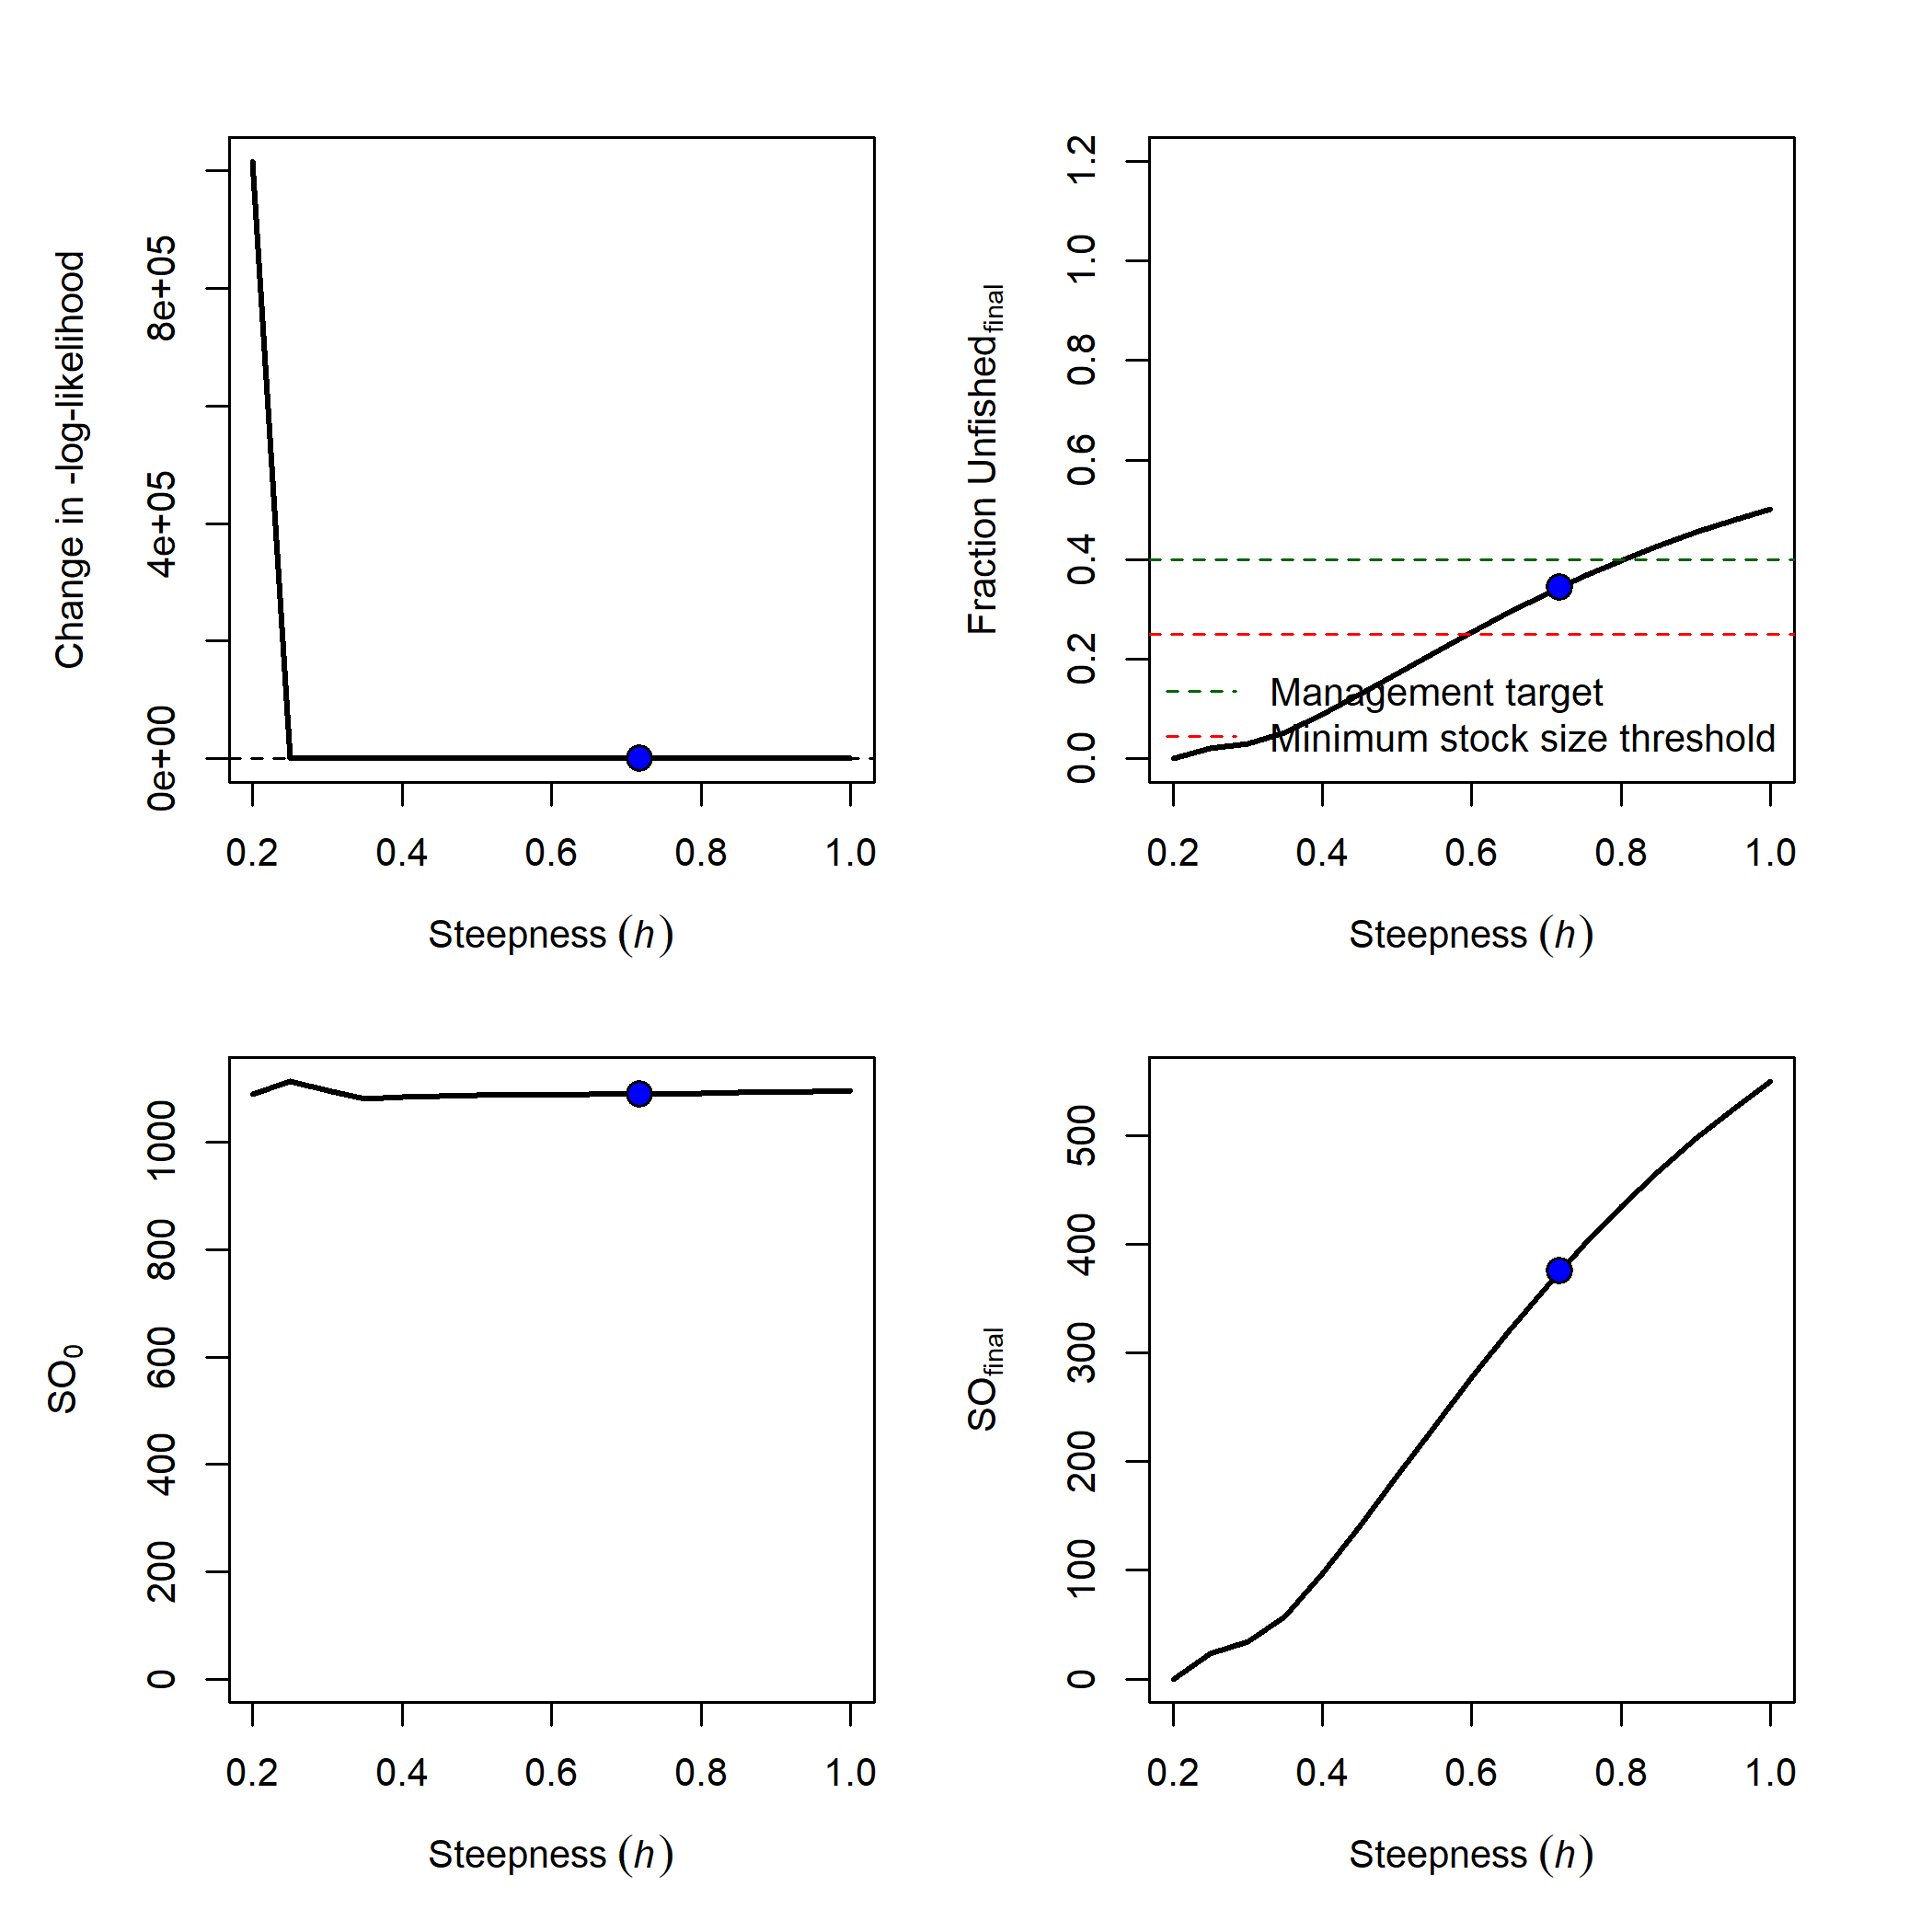 Change in -log-likelihood
0e+00 4e+05 8e+05
0.2 0.4 0.6 0.8 1.0
Steepness (h)
Fraction Unfished final
0.0 0.2 0.4 0.6 0.8 1.0 1.2
Management target
Minimum stock size threshold
0.2 0.4 0.6 0.8 1.0
Steepness (h)
SO0
0 200 400 600 800 1000
0.2 0.4 0.6 0.8 1.0
Steepness (h)
SOfinal
0 100 200 300 400 500
0.2 0.4 0.6 0.8 1.0
Steepness (h)